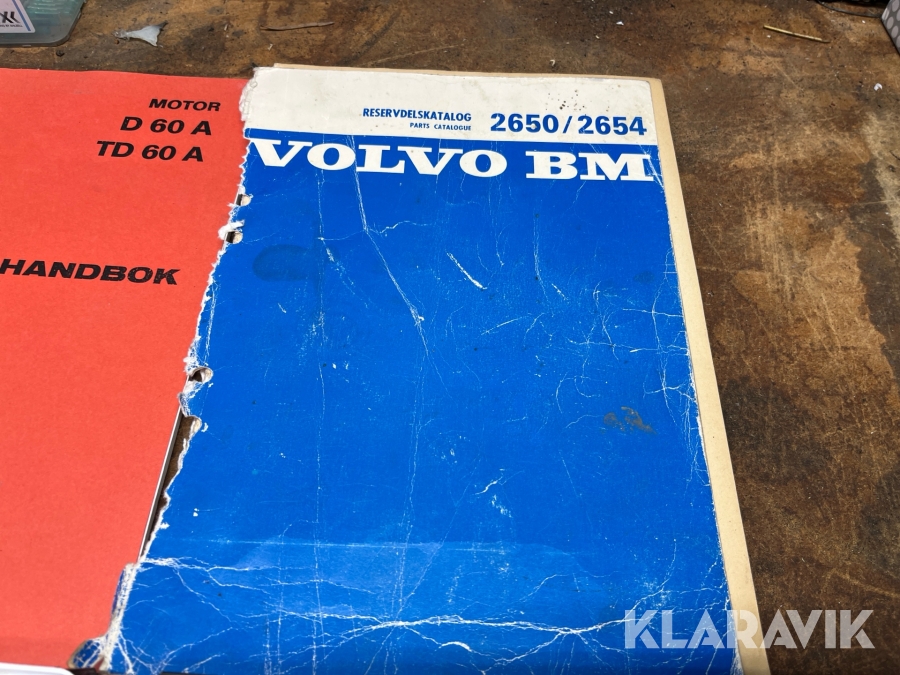 MOTOR
D 60 A
TD 60 A
HANDBOK
RESERVDELSKATALOG
PARTS CATALOGUE
2650/2654
VOLVO BM
KLARAVIK